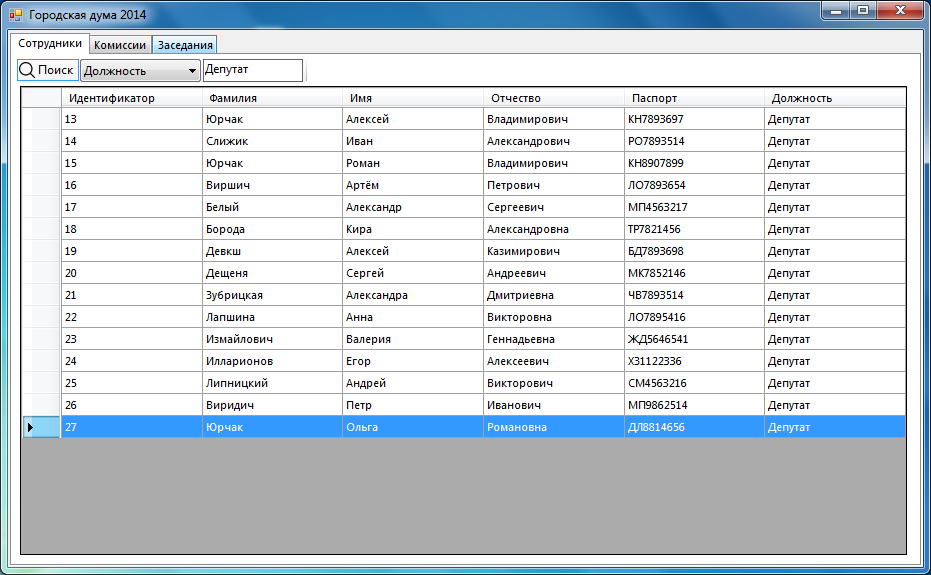 Городская дума 2014
Сотрудники Комиссии Заседания
Поиск Должность Депутат
Идентификатор Фамилия Имя Отчество Паспорт Должность
13 Юрчак Алексей Владимирович КН7893697 Депутат
14 Слижик Иван Александрович РО7893514 Депутат
15 Юрчак Роман Владимирович КН8907899 Депутат
16 Виршич Артём Петрович ЛО7893654 Депутат
17 Белый Александр Сергеевич МП4563217 Депутат
18 Борода Кира Александровна ТР7821456 Депутат
19 Девкш Алексей Казимирович БД7893698 Депутат
20 Дещеня Сергей Андреевич МК7852146 Депутат
21 Зубрицкая Александра Дмитриевна ЧВ7893514 Депутат
22 Лапшина Анна Викторовна ЛО7895416 Депутат
23 Измайлович Валерия Геннадьевна ЖД5646541 Депутат
24 Илларионов Егор Алексеевич ХЗ1122336 Депутат
25 Липницкий Андрей Викторович СМ4563216 Депутат
26 Виридич Петр Иванович МП9862514 Депутат
27 Юрчак Ольга Романовна ДЛ8814656 Депутат